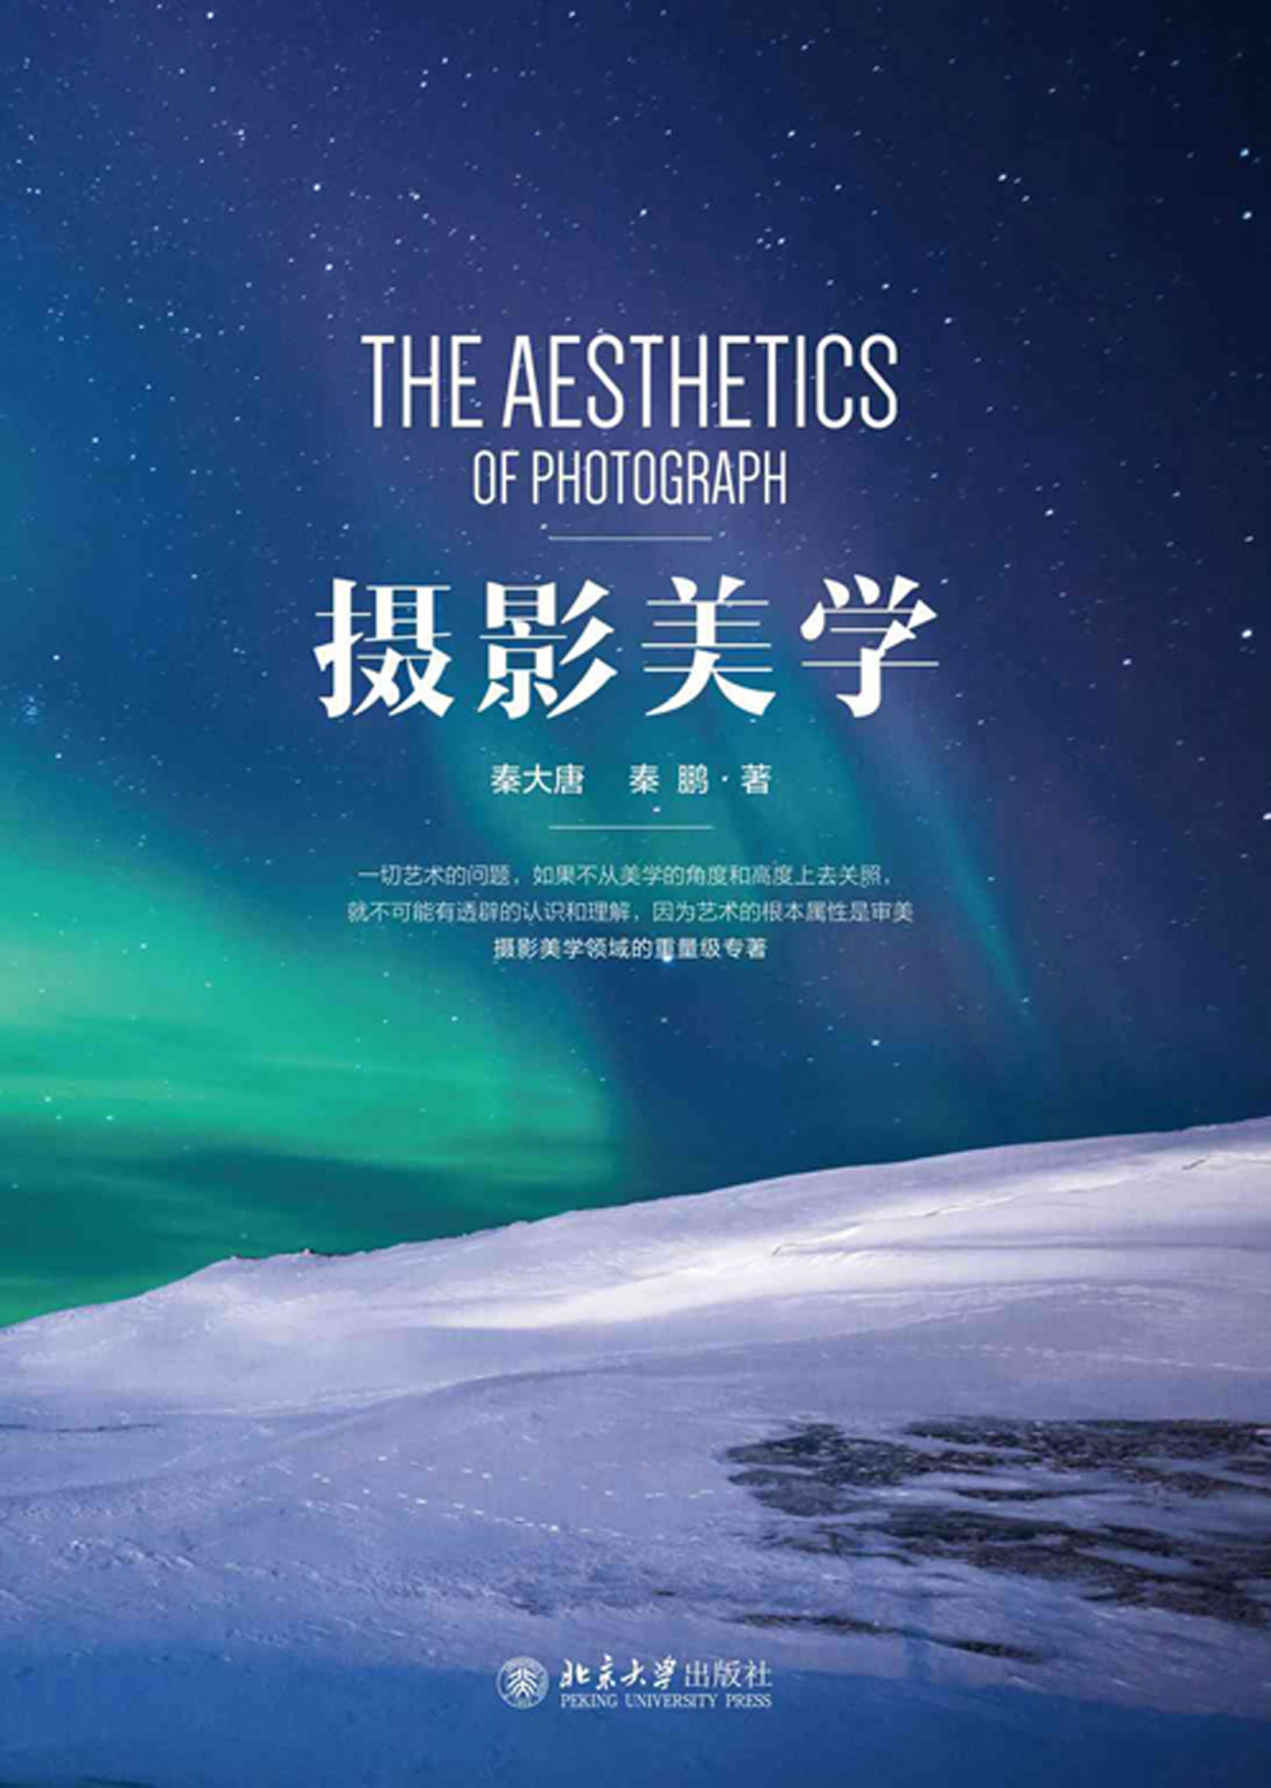 THE AESTHETICS
OF PHOTOGRAPH
摄影美学
秦大唐 秦 鹏·著
一切艺术的问题，如果不从美学的角度和高度上去关照，
就不可能有透辟的认识和理解，因为艺术的根本属性是审美
摄影美学领域的重量级专著
北京大学出版社
PEKING UNIVERSITY PRESS